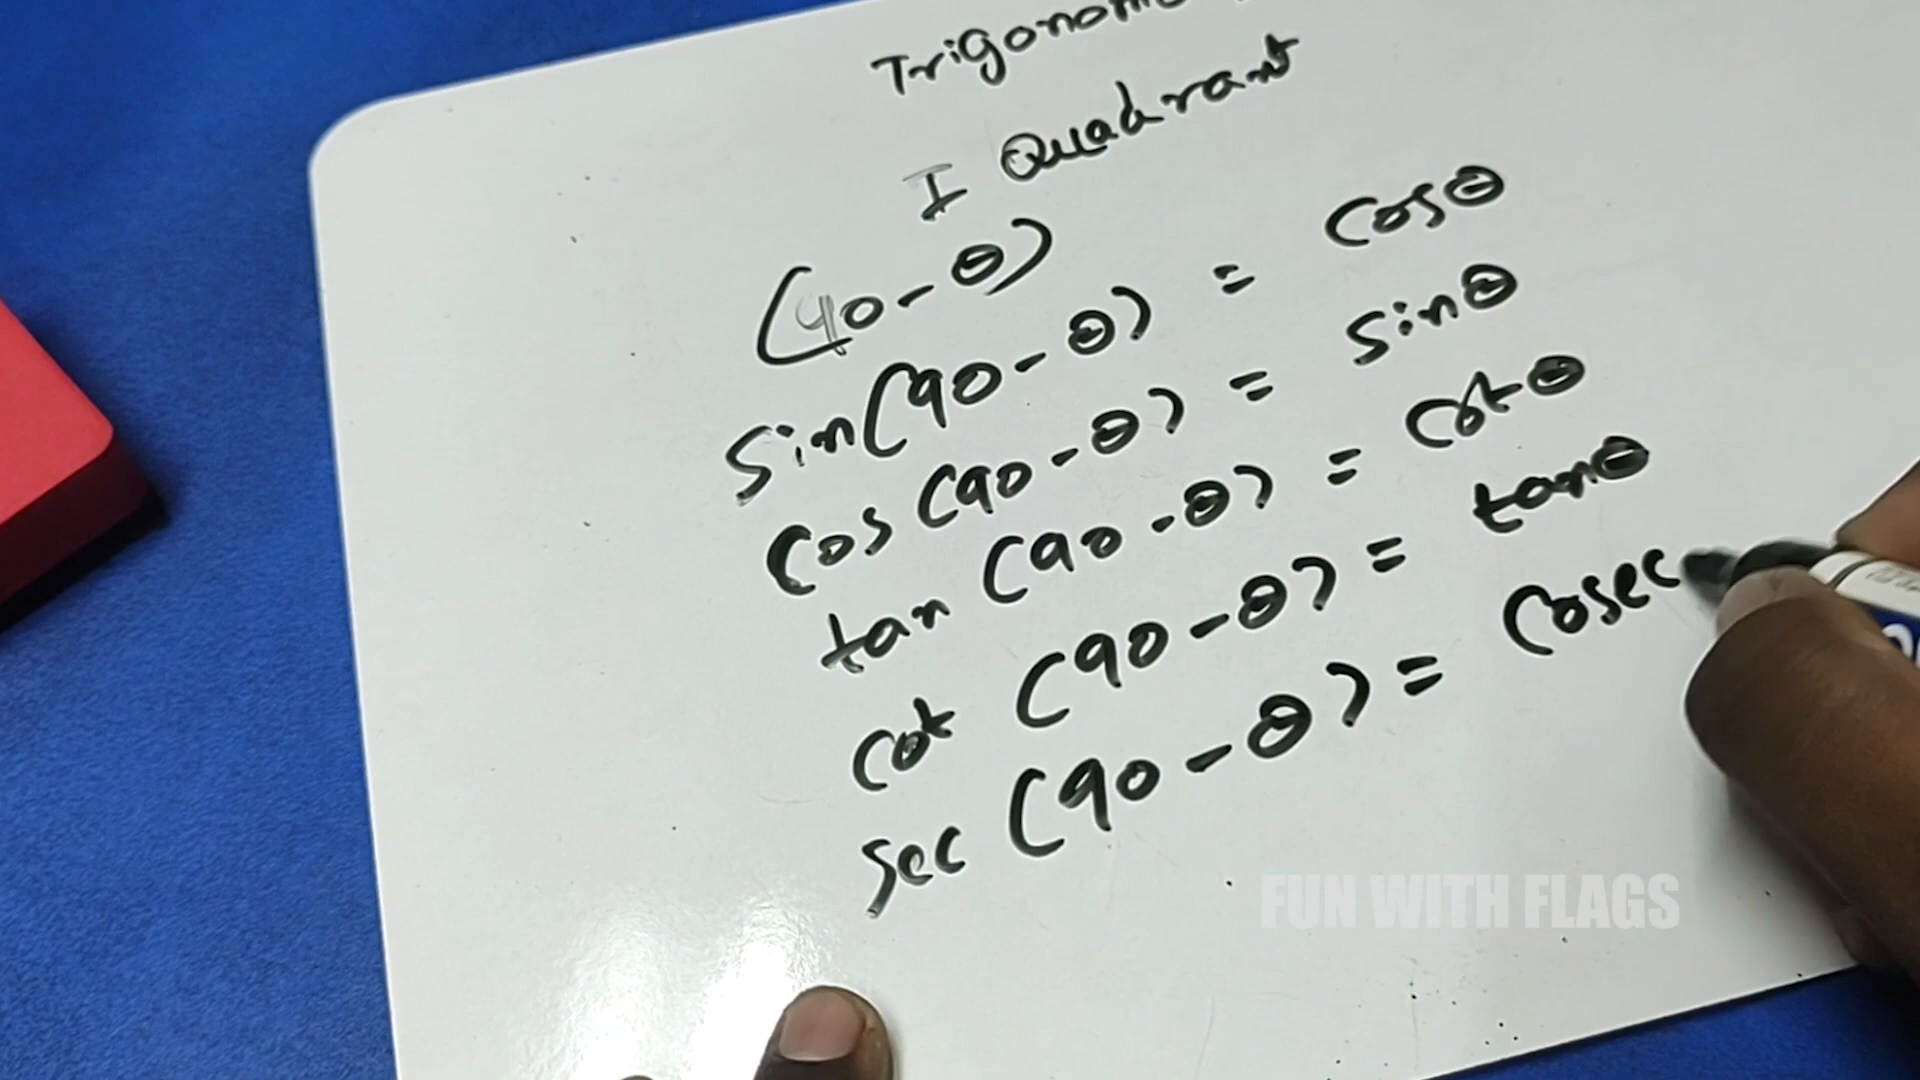 I Quadrant
(90-θ)
sin(90-θ) = cosθ
cos(90-θ) = sinθ
tan(90-θ) = cotθ
cot(90-θ) = tanθ
sec(90-θ) = cosec
FUN WITH FLAGS